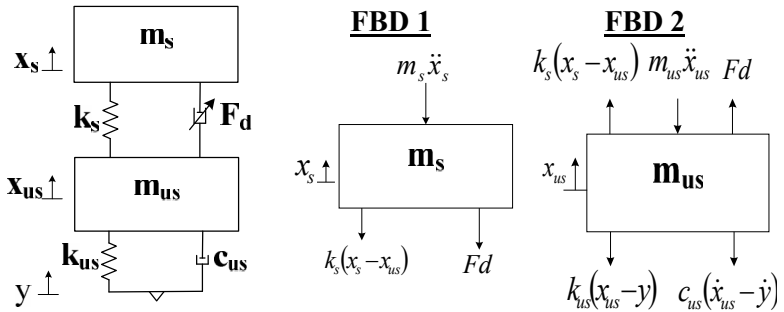 m_s
x_s
k_s
F_d
x_us
m_us
k_us
c_us
y
FBD 1
m_s ẍ_s
x_s
m_s
k_s(x_s − x_us)
Fd
FBD 2
k_s(x_s − x_us) m_us ẍ_us Fd
x_us
m_us
k_us(x_us − y) c_us(ẋ_us − ẏ)